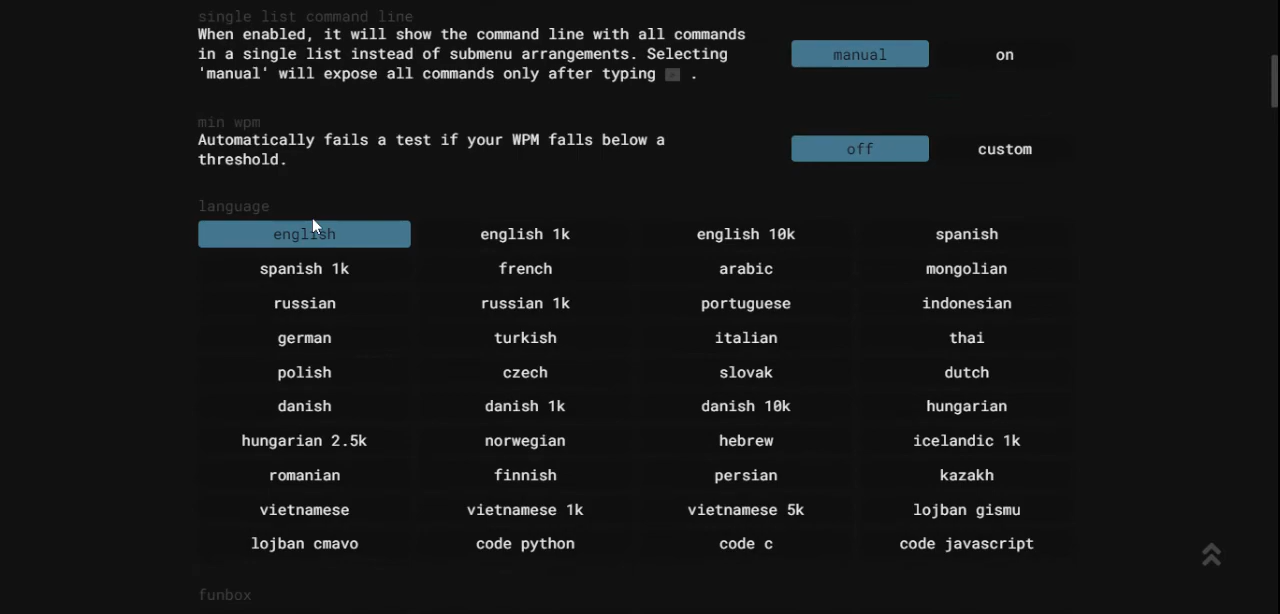 single list command line
When enabled, it will show the command line with all commands
in a single list instead of submenu arrangements. Selecting
'manual' will expose all commands only after typing .
manual on
min wpm
Automatically fails a test if your WPM falls below a
threshold.
off custom
language
english english 1k english 10k spanish
spanish 1k french arabic mongolian
russian russian 1k portuguese indonesian
german turkish italian thai
polish czech slovak dutch
danish danish 1k danish 10k hungarian
hungarian 2.5k norwegian hebrew icelandic 1k
romanian finnish persian kazakh
vietnamese vietnamese 1k vietnamese 5k lojban gismu
lojban cmavo code python code c code javascript
funbox